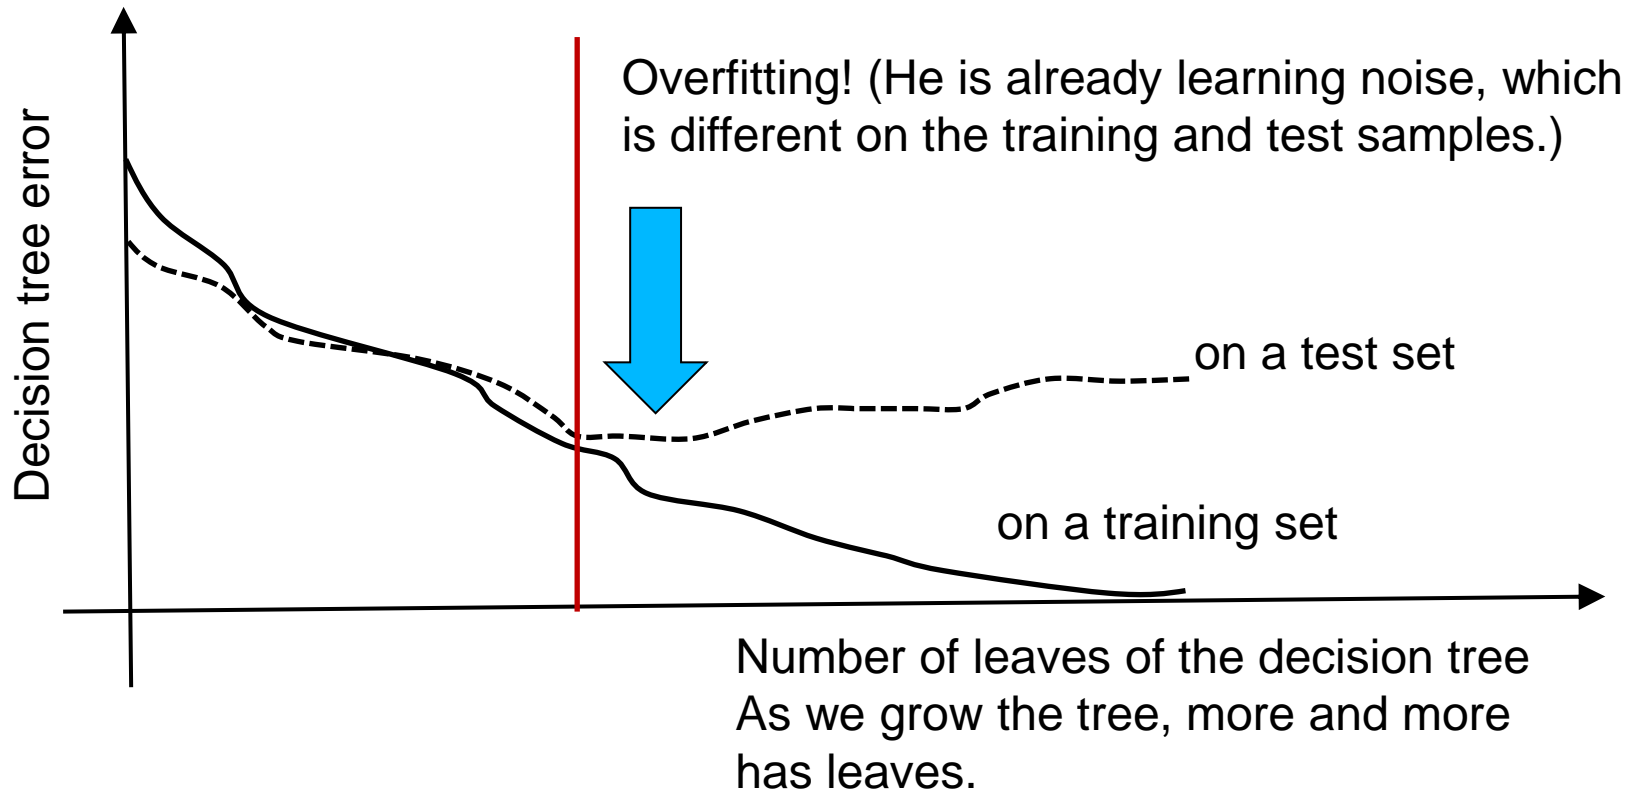 Decision tree error
Overfitting! (He is already learning noise, which
is different on the training and test samples.)
on a test set
on a training set
Number of leaves of the decision tree
As we grow the tree, more and more
has leaves.